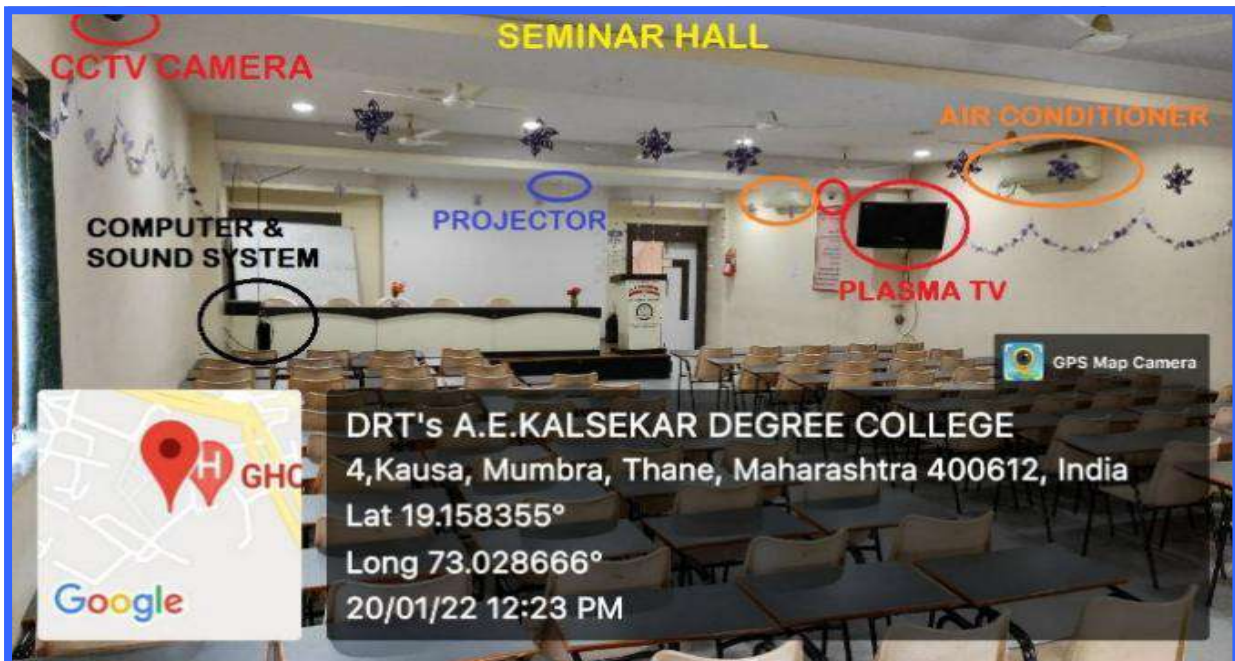 SEMINAR HALL
CCTV CAMERA
AIR CONDITIONER
PROJECTOR
COMPUTER &
SOUND SYSTEM
PLASMA TV
GPS Map Camera
H GHC
DRT's A.E.KALSEKAR DEGREE COLLEGE
4,Kausa, Mumbra, Thane, Maharashtra 400612, India
Lat 19.158355°
Long 73.028666°
20/01/22 12:23 PM
Google